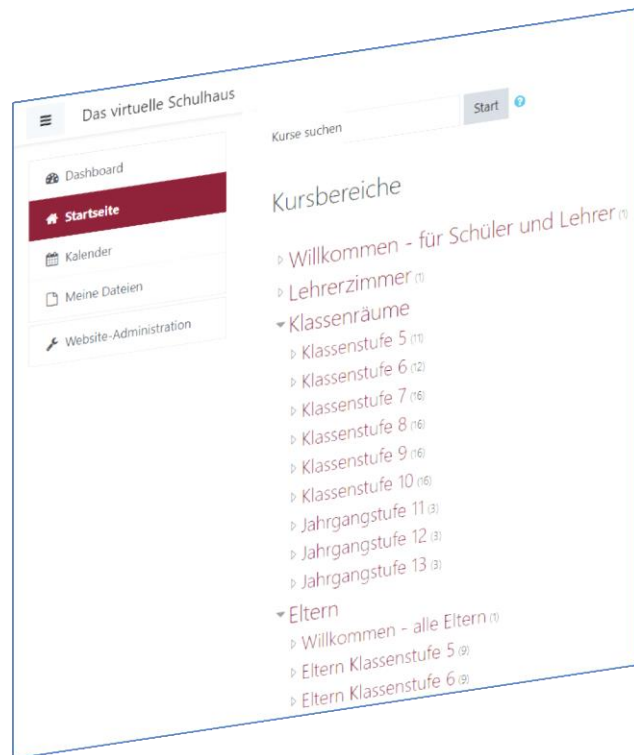 Das virtuelle Schulhaus
Dashboard
Startseite
Kalender
Meine Dateien
Website-Administration
Kurse suchen
Start
Kursbereiche
Willkommen - für Schüler und Lehrer (1)
Lehrerzimmer (1)
Klassenräume
Klassenstufe 5 (11)
Klassenstufe 6 (12)
Klassenstufe 7 (16)
Klassenstufe 8 (16)
Klassenstufe 9 (16)
Klassenstufe 10 (16)
Jahrgangstufe 11 (3)
Jahrgangstufe 12 (3)
Jahrgangstufe 13 (3)
Eltern
Willkommen - alle Eltern (1)
Eltern Klassenstufe 5 (9)
Eltern Klassenstufe 6 (9)